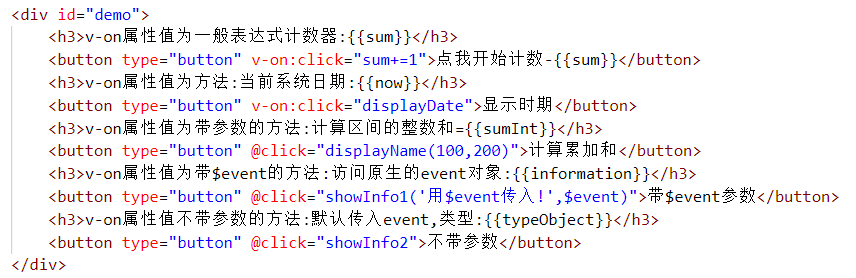 <div id="demo">
<h3>v-on属性值为一般表达式计数器:{{sum}}</h3>
<button type="button" v-on:click="sum+=1">点我开始计数-{{sum}}</button>
<h3>v-on属性值为方法:当前系统日期:{{now}}</h3>
<button type="button" v-on:click="displayDate">显示时期</button>
<h3>v-on属性值为带参数的方法:计算区间的整数和={{sumInt}}</h3>
<button type="button" @click="displayName(100,200)">计算累加和</button>
<h3>v-on属性值为带$event的方法:访问原生的event对象:{{information}}</h3>
<button type="button" @click="showInfo1('用$event传入!',$event)">带$event参数</button>
<h3>v-on属性值不带参数的方法:默认传入event,类型:{{typeObject}}</h3>
<button type="button" @click="showInfo2">不带参数</button>
</div>